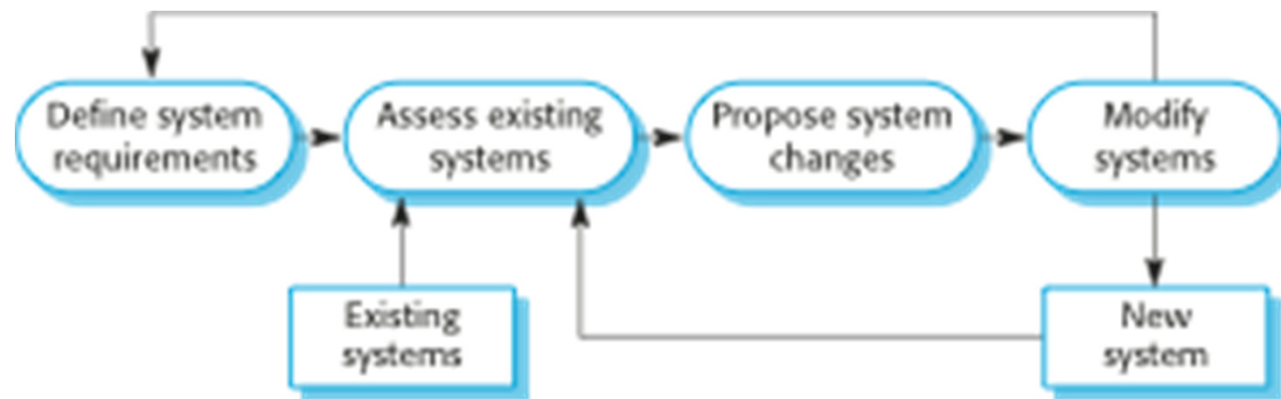 Define system
requirements
Assess existing
systems
Propose system
changes
Modify
systems
Existing
systems
New
system